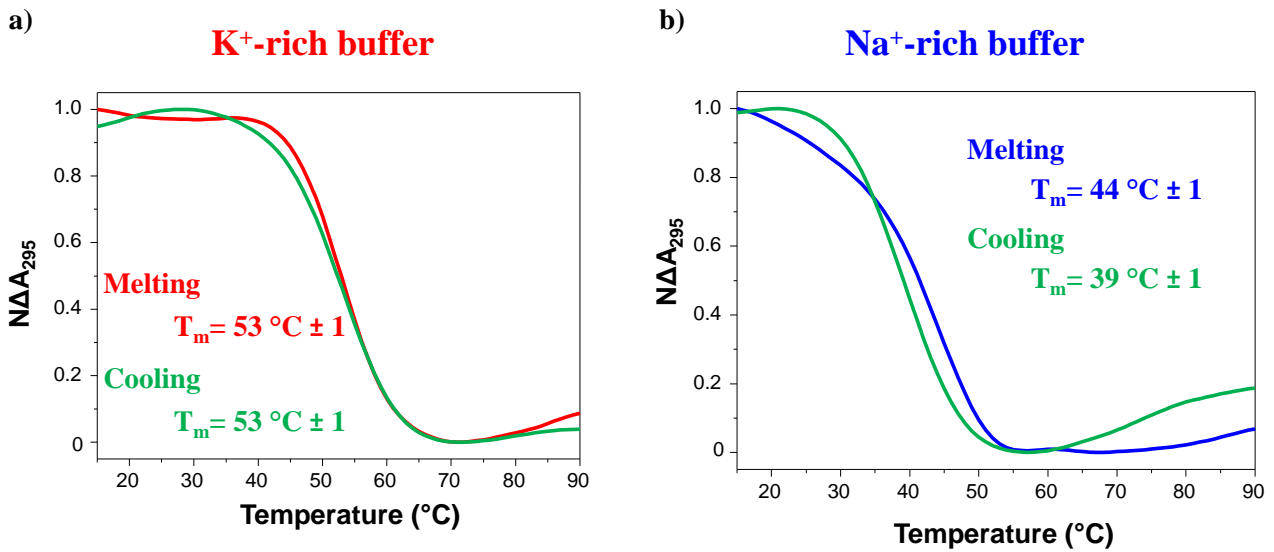 a)
K⁺-rich buffer
1.0
0.8
0.6
0.4
0.2
0
NΔA₂₉₅
Melting
Tₘ= 53 °C ± 1
Cooling
Tₘ= 53 °C ± 1
20 30 40 50 60 70 80 90
Temperature (°C)
b)
Na⁺-rich buffer
1.0
0.8
0.6
0.4
0.2
0
NΔA₂₉₅
Melting
Tₘ= 44 °C ± 1
Cooling
Tₘ= 39 °C ± 1
20 30 40 50 60 70 80 90
Temperature (°C)